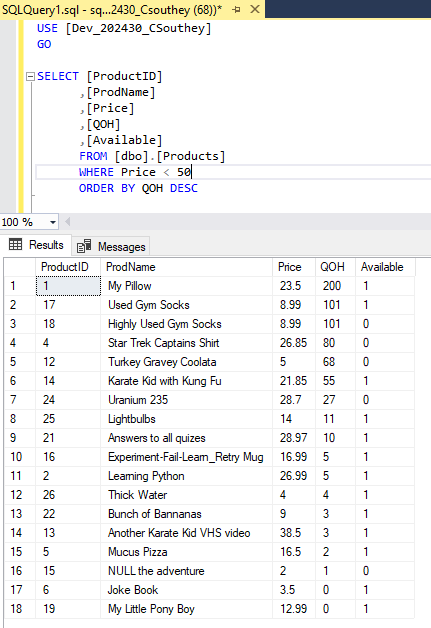 SQLQuery1.sql - sq...2430_Csouthey (68))*
USE [Dev_202430_CSouthey]
GO
SELECT [ProductID]
,[ProdName]
,[Price]
,[QOH]
,[Available]
FROM [dbo].[Products]
WHERE Price < 50
ORDER BY QOH DESC
100 %
Results Messages
ProductID ProdName Price QOH Available
1 1 My Pillow 23.5 200 1
2 17 Used Gym Socks 8.99 101 1
3 18 Highly Used Gym Socks 8.99 101 0
4 4 Star Trek Captains Shirt 26.85 80 0
5 12 Turkey Gravey Coolata 5 68 0
6 14 Karate Kid with Kung Fu 21.85 55 1
7 24 Uranium 235 28.7 27 0
8 25 Lightbulbs 14 11 1
9 21 Answers to all quizes 28.97 10 1
10 16 Experiment-Fail-Learn_Retry Mug 16.99 5 1
11 2 Learning Python 26.99 5 1
12 26 Thick Water 4 4 1
13 22 Bunch of Bannanas 9 3 1
14 13 Another Karate Kid VHS video 38.5 3 1
15 5 Mucus Pizza 16.5 2 1
16 15 NULL the adventure 2 1 0
17 6 Joke Book 3.5 0 1
18 19 My Little Pony Boy 12.99 0 1